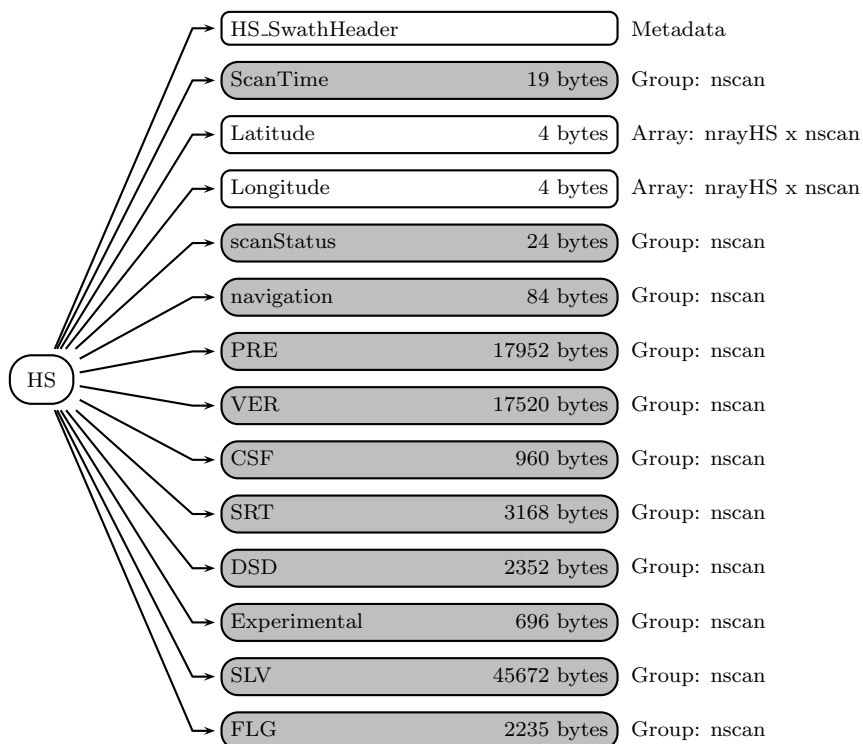 HS_SwathHeader Metadata
ScanTime 19 bytes Group: nscan
Latitude 4 bytes Array: nrayHS x nscan
Longitude 4 bytes Array: nrayHS x nscan
scanStatus 24 bytes Group: nscan
navigation 84 bytes Group: nscan
PRE 17952 bytes Group: nscan
HS
VER 17520 bytes Group: nscan
CSF 960 bytes Group: nscan
SRT 3168 bytes Group: nscan
DSD 2352 bytes Group: nscan
Experimental 696 bytes Group: nscan
SLV 45672 bytes Group: nscan
FLG 2235 bytes Group: nscan